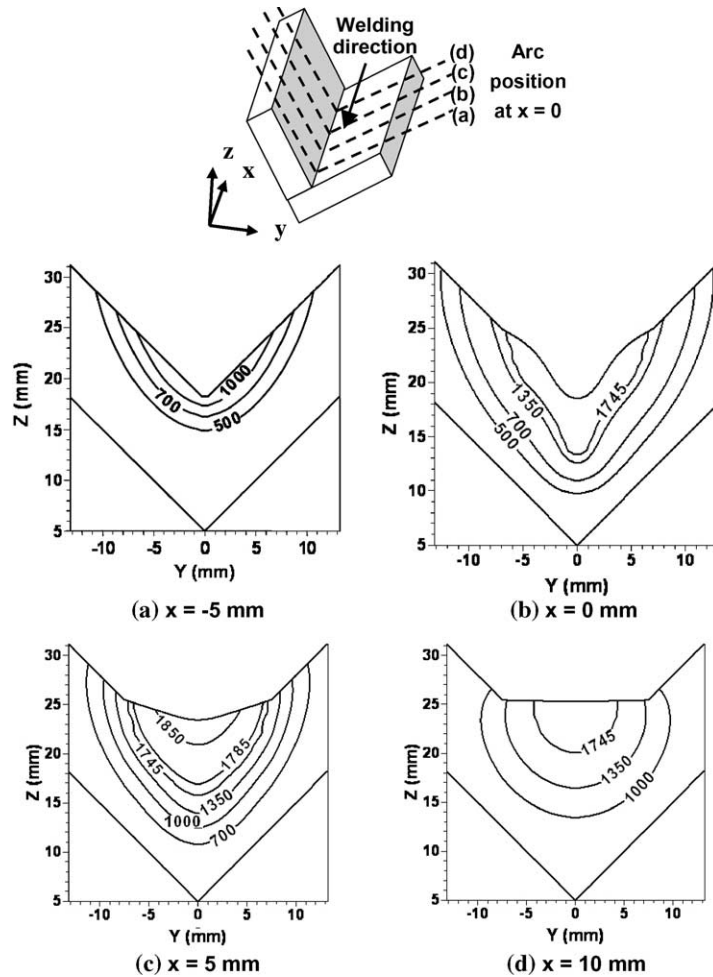 Welding
direction
(d)
(c)
(b)
(a)
Arc
position
at x = 0
z
x
y
30
25
20
15
10
5
Z (mm)
1000
700
500
-10 -5 0 5 10
Y (mm)
(a) x = -5 mm
30
25
20
15
10
5
Z (mm)
1350
1745
700
500
-10 -5 0 5 10
Y (mm)
(b) x = 0 mm
30
25
20
15
10
5
Z (mm)
1850
1745
1785
1350
1000
700
-10 -5 0 5 10
Y (mm)
(c) x = 5 mm
30
25
20
15
10
5
Z (mm)
1745
1350
1000
-10 -5 0 5 10
Y (mm)
(d) x = 10 mm